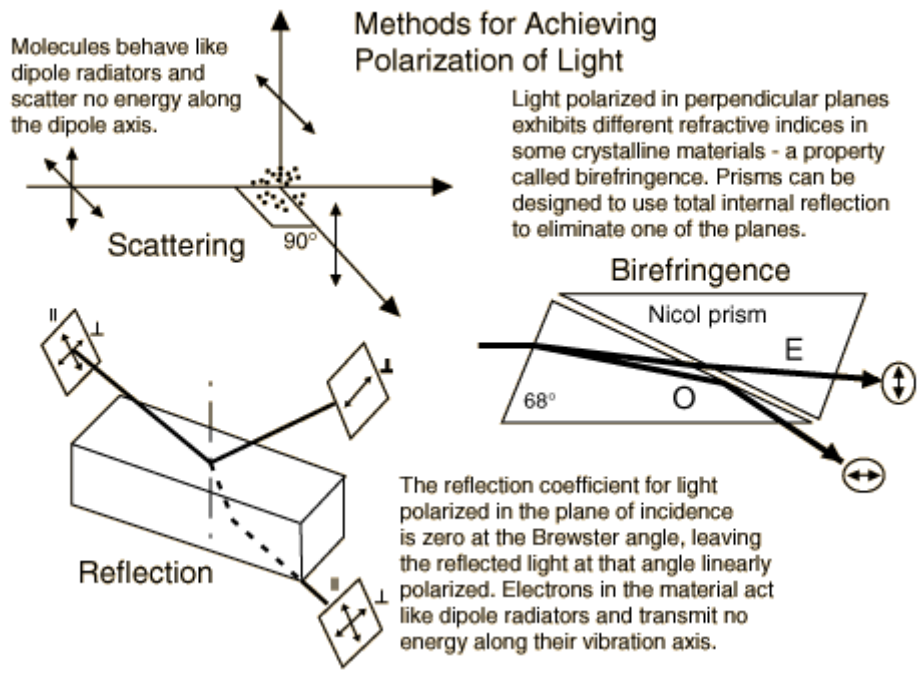 Methods for Achieving
Polarization of Light
Molecules behave like
dipole radiators and
scatter no energy along
the dipole axis.
Scattering
90°
Light polarized in perpendicular planes
exhibits different refractive indices in
some crystalline materials - a property
called birefringence. Prisms can be
designed to use total internal reflection
to eliminate one of the planes.
Birefringence
Nicol prism
E
O
68°
||
⊥
⊥
Reflection
||
⊥
The reflection coefficient for light
polarized in the plane of incidence
is zero at the Brewster angle, leaving
the reflected light at that angle linearly
polarized. Electrons in the material act
like dipole radiators and transmit no
energy along their vibration axis.